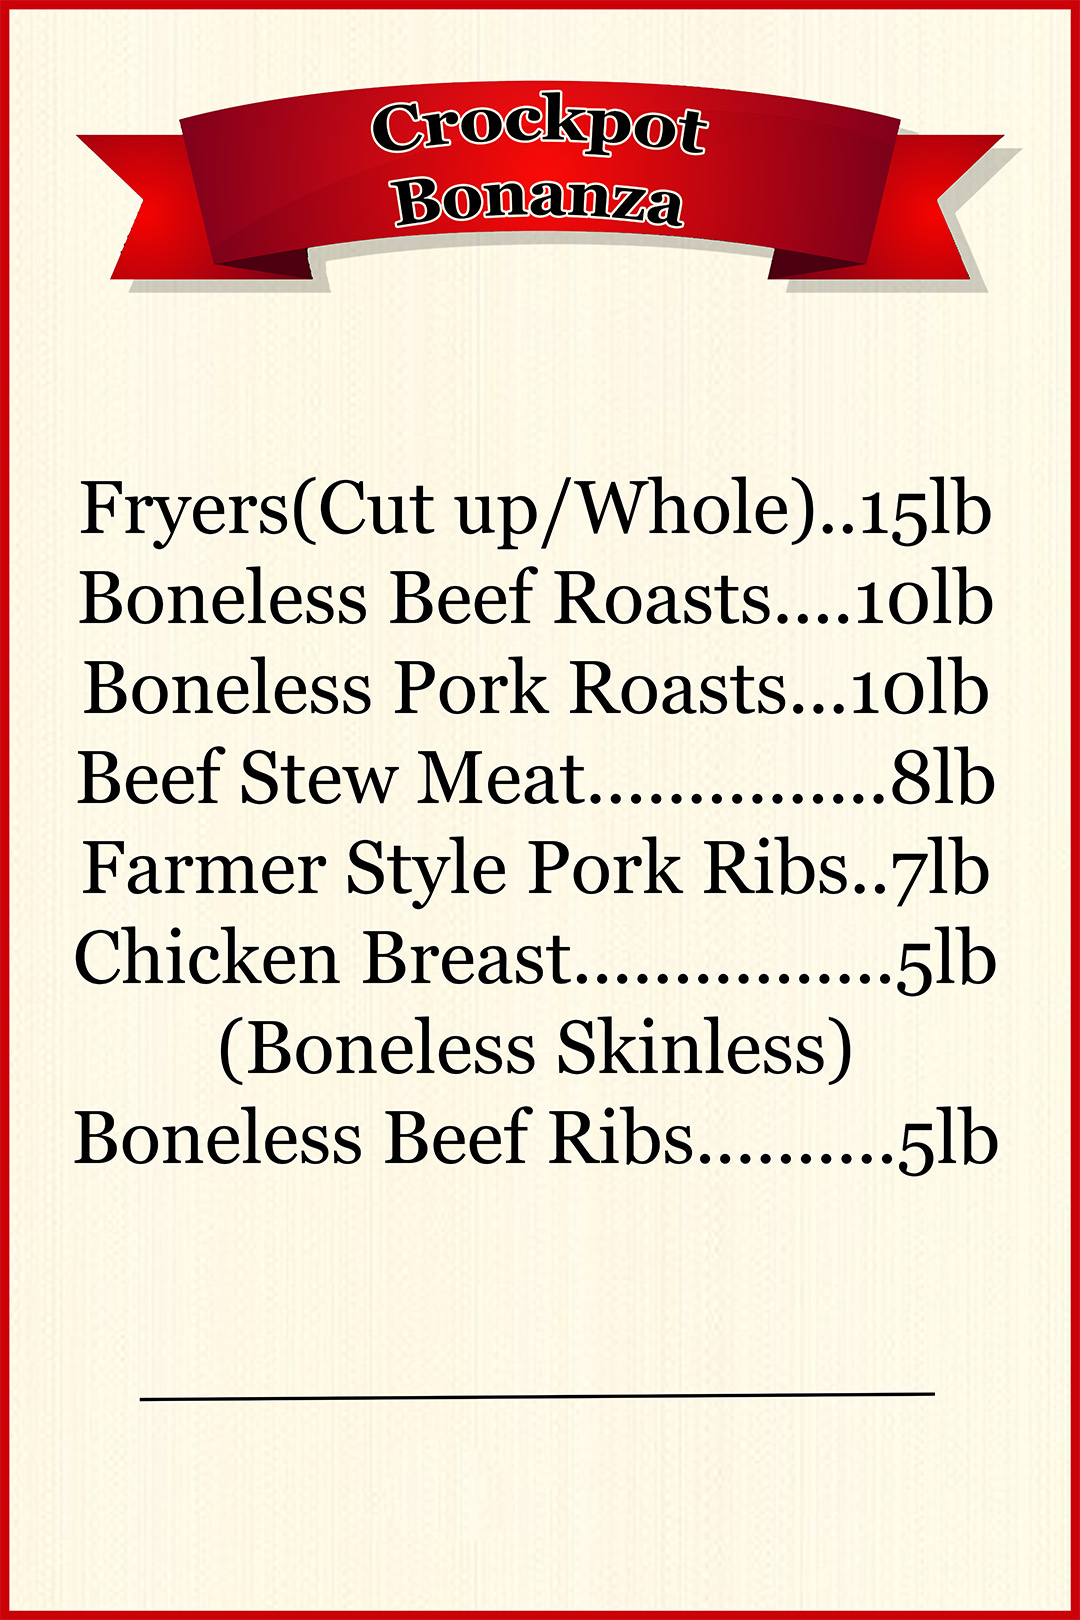 Crockpot
Bonanza
Fryers(Cut up/Whole)..15lb
Boneless Beef Roasts....10lb
Boneless Pork Roasts...10lb
Beef Stew Meat...............8lb
Farmer Style Pork Ribs..7lb
Chicken Breast................5lb
(Boneless Skinless)
Boneless Beef Ribs..........5lb